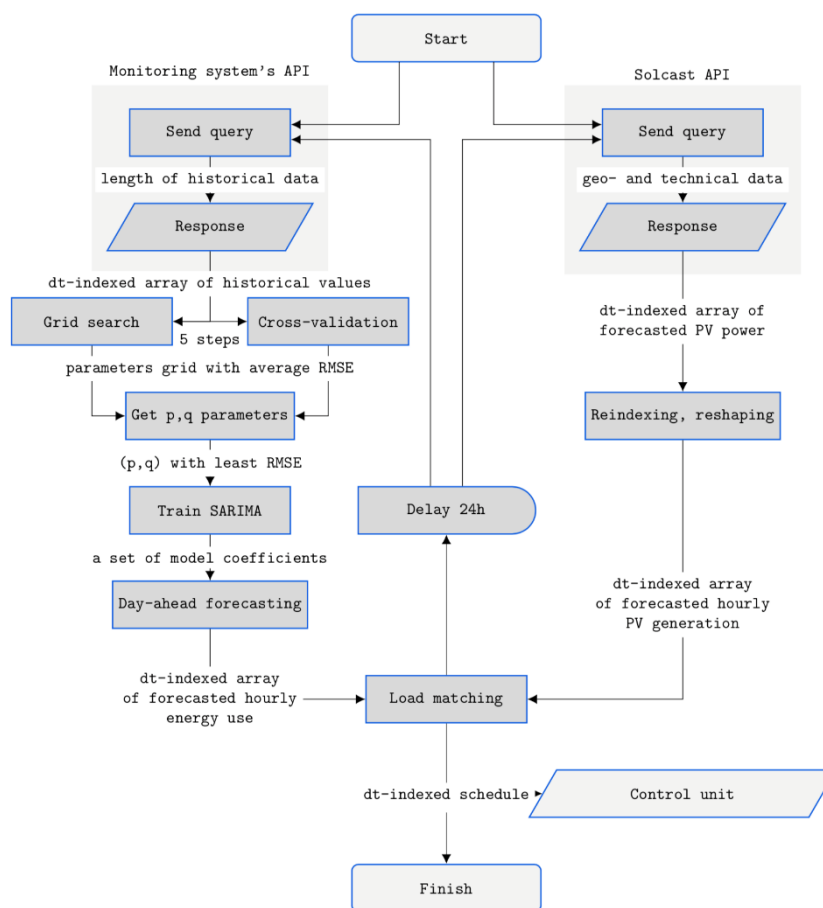 Start
Monitoring system's API
Solcast API
Send query
Send query
length of historical data
geo- and technical data
Response
Response
dt-indexed array of historical values
Grid search
Cross-validation
5 steps
dt-indexed array of
forecasted PV power
parameters grid with average RMSE
Get p,q parameters
Reindexing, reshaping
(p,q) with least RMSE
Train SARIMA
Delay 24h
a set of model coefficients
Day-ahead forecasting
dt-indexed array
of forecasted hourly
PV generation
dt-indexed array
of forecasted hourly
energy use
Load matching
dt-indexed schedule
Control unit
Finish